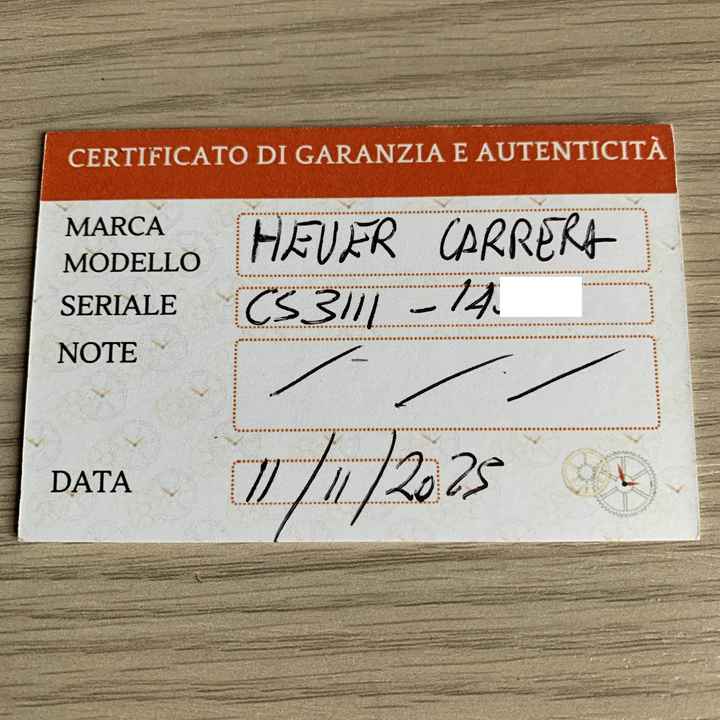 CERTIFICATO DI GARANZIA E AUTENTICITÀ
MARCA
MODELLO
HEUER CARRERA
SERIALE
CS3111 - 14
NOTE
DATA
11/11/2025